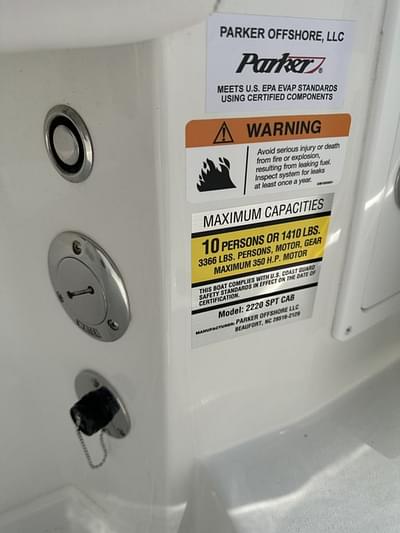 PARKER OFFSHORE, LLC
Parker
MEETS U.S. EPA EVAP STANDARDS
USING CERTIFIED COMPONENTS
WARNING
Avoid serious injury or death
from fire or explosion,
resulting from leaking fuel.
Inspect system for leaks
at least once a year.
MAXIMUM CAPACITIES
10 PERSONS OR 1410 LBS.
3366 LBS. PERSONS, MOTOR, GEAR
MAXIMUM 350 H.P. MOTOR
THIS BOAT COMPLIES WITH U.S. COAST GUARD
SAFETY STANDARDS IN EFFECT ON THE DATE OF
CERTIFICATION.
Model: 2220 SPT CAB
MANUFACTURER: PARKER OFFSHORE LLC
BEAUFORT, NC 28516-2129